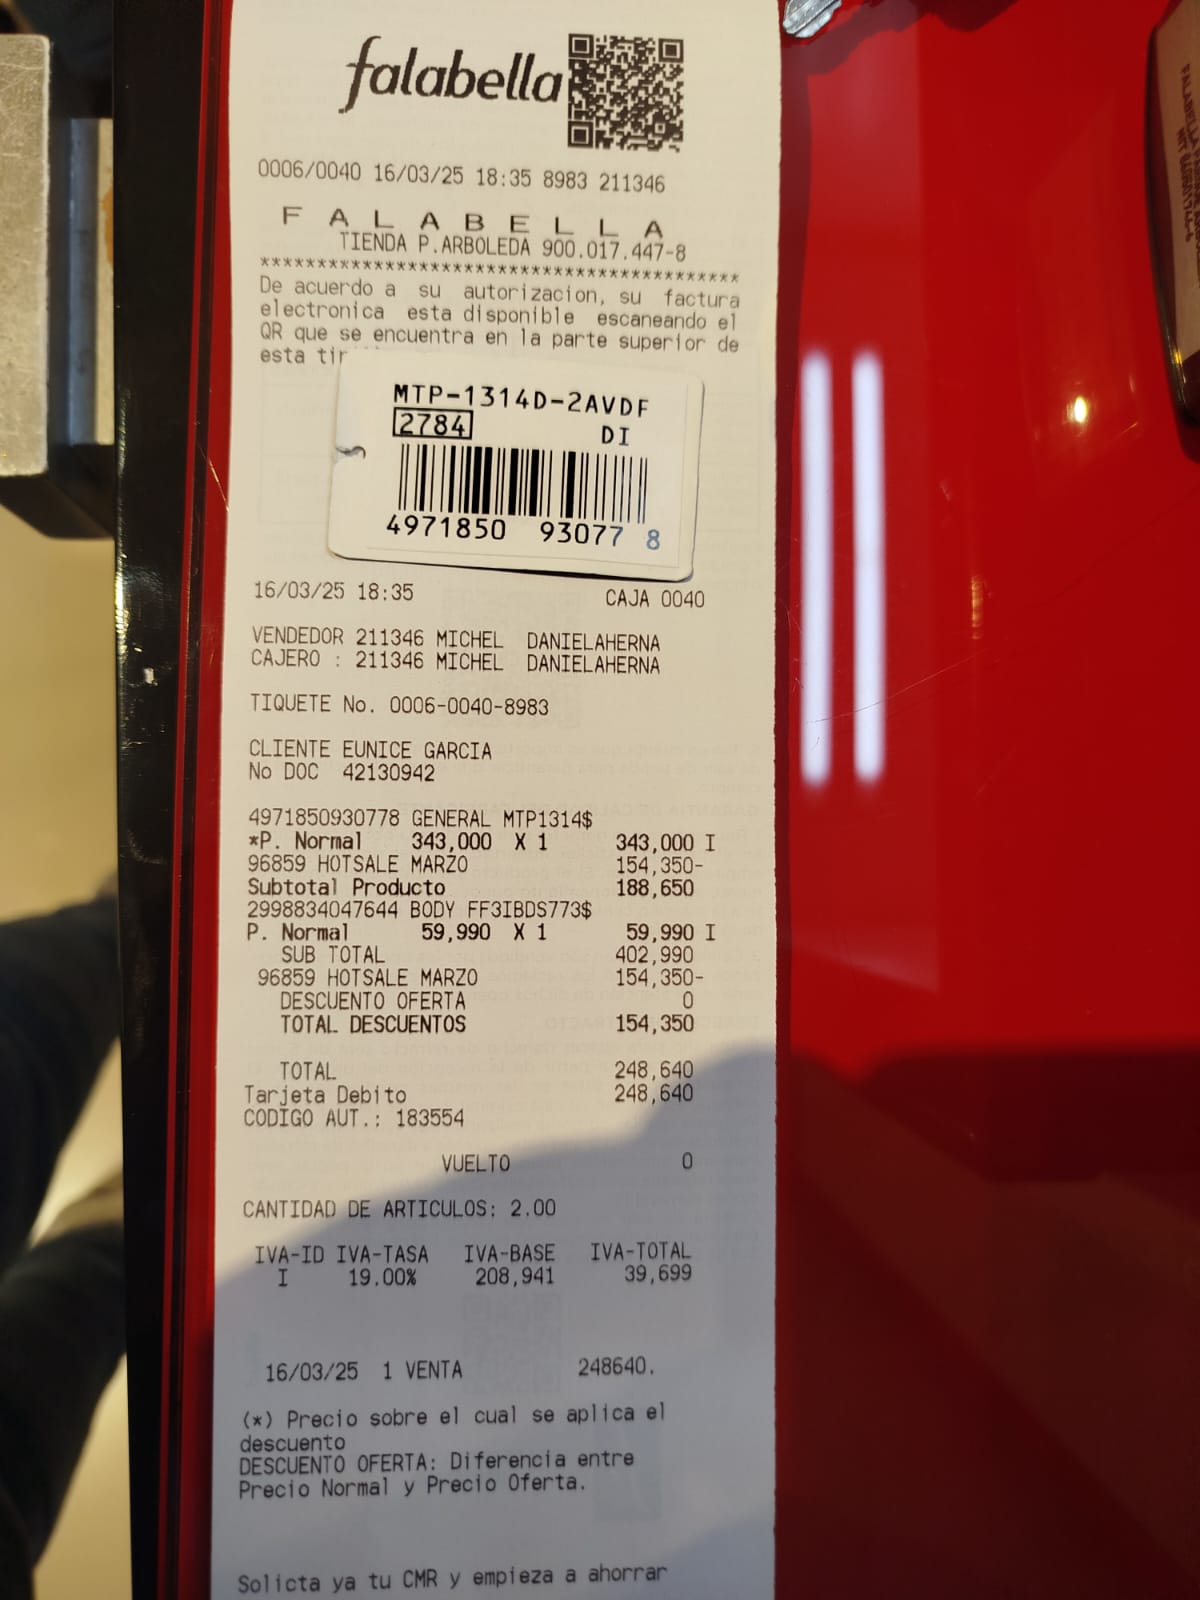 falabella
0006/0040 16/03/25 18:35 8983 211346
F A L A B E L L A
TIENDA P.ARBOLEDA 900.017.447-8
******************************************
De acuerdo a su autorizacion, su factura
electronica esta disponible escaneando el
QR que se encuentra en la parte superior de
esta tir
MTP-1314D-2AVDF
2784 DI
4971850 93077 8
16/03/25 18:35 CAJA 0040
VENDEDOR 211346 MICHEL DANIELAHERNA
CAJERO : 211346 MICHEL DANIELAHERNA
TIQUETE No. 0006-0040-8983
CLIENTE EUNICE GARCIA
No DOC 42130942
4971850930778 GENERAL MTP1314$
*P. Normal 343,000 X 1 343,000 I
96859 HOTSALE MARZO 154,350-
Subtotal Producto 188,650
2998834047644 BODY FF3IBDS773$
P. Normal 59,990 X 1 59,990 I
SUB TOTAL 402,990
96859 HOTSALE MARZO 154,350-
DESCUENTO OFERTA 0
TOTAL DESCUENTOS 154,350
TOTAL 248,640
Tarjeta Debito 248,640
CODIGO AUT.: 183554
VUELTO 0
CANTIDAD DE ARTICULOS: 2.00
IVA-ID IVA-TASA IVA-BASE IVA-TOTAL
I 19.00% 208,941 39,699
16/03/25 1 VENTA 248640.
(*) Precio sobre el cual se aplica el
descuento
DESCUENTO OFERTA: Diferencia entre
Precio Normal y Precio Oferta.
Solicta ya tu CMR y empieza a ahorrar